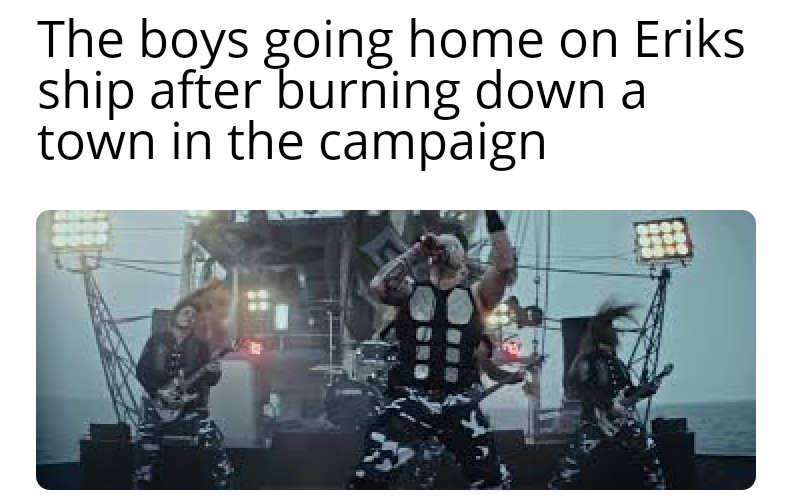 The boys going home on Eriks
ship after burning down a
town in the campaign